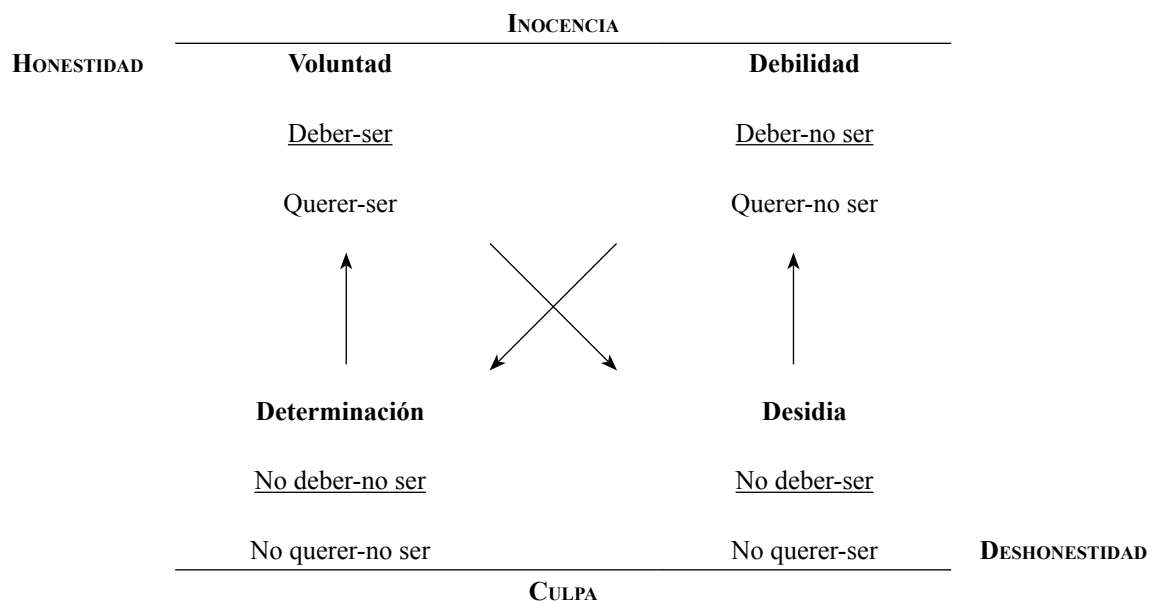 INOCENCIA
HONESTIDAD Voluntad Debilidad
Deber-ser Deber-no ser
Querer-ser Querer-no ser
Determinación Desidia
No deber-no ser No deber-ser
No querer-no ser No querer-ser DESHONESTIDAD
CULPA